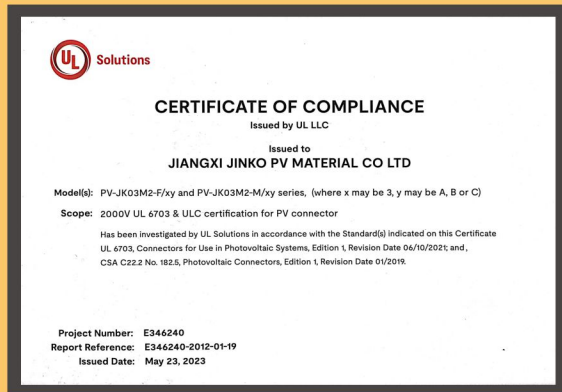 UL Solutions
CERTIFICATE OF COMPLIANCE
Issued by UL LLC
Issued to
JIANGXI JINKO PV MATERIAL CO LTD
Model(s): PV-JK03M2-F/xy and PV-JK03M2-M/xy series, (where x may be 3, y may be A, B or C)
Scope: 2000V UL 6703 & ULC certification for PV connector
Has been investigated by UL Solutions in accordance with the Standard(s) indicated on this Certificate
UL 6703, Connectors for Use in Photovoltaic Systems, Edition 1, Revision Date 06/10/2021; and,
CSA C22.2 No. 182.5, Photovoltaic Connectors, Edition 1, Revision Date 01/2019.
Project Number: E346240
Report Reference: E346240-2012-01-19
Issued Date: May 23, 2023